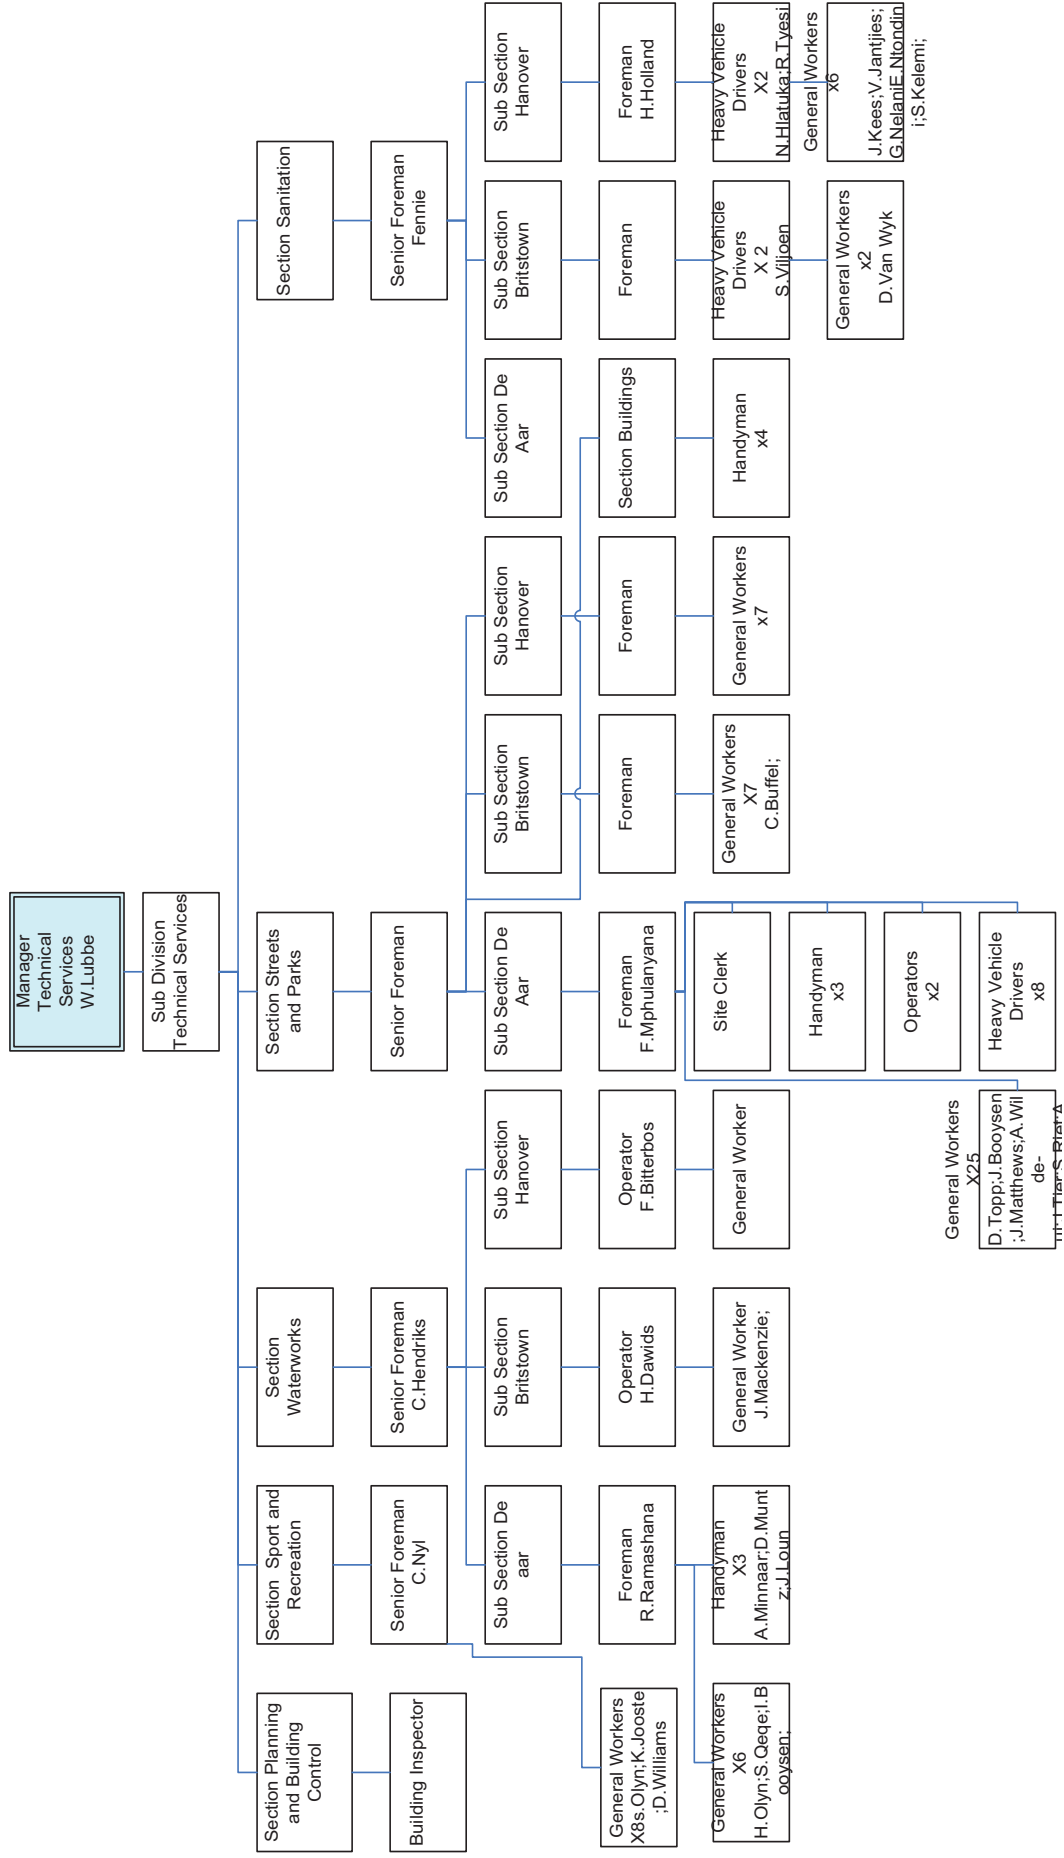 Manager
Technical
Services
W.Lubbe
Sub Division
Technical Services
Section Planning
and Building
Control
Section  Sport and
Recreation
Section
Waterworks
Section Streets
and Parks
Section Sanitation
Building Inspector
Senior Foreman
C.Nyl
Senior Foreman
C.Hendriks
Senior Foreman
Senior Foreman
Fennie
Sub Section De
aar
Sub Section
Britstown
Sub Section
Hanover
Sub Section De
Aar
Sub Section
Britstown
Sub Section
Hanover
Sub Section De
Aar
Sub Section
Britstown
Sub Section
Hanover
General Workers
X8s.Olyn;K.Jooste
;D.Williams
Foreman
R.Ramashana
Operator
H.Dawids
Operator
F.Bitterbos
Foreman
F.Mphulanyana
Foreman
Foreman
Section Buildings
Foreman
Foreman
H.Holland
General Workers
X6
H.Olyn;S.Qeqe;I.B
ooysen;
Handyman
X3
A.Minnaar;D.Munt
z;J.Loun
General Worker
J.Mackenzie;
General Worker
Site Clerk
General Workers
X7
C.Buffel;
General Workers
x7
Handyman
x4
Heavy Vehicle
Drivers
X 2
S.Viljoen
Heavy Vehicle
Drivers
X2
N.Hlatuka;R.Tyesi
Handyman
x3
General Workers
x2
D.Van Wyk
General Workers
x6
J.Kees;V.Jantjies;
G.NelaniE.Ntondin
i;S.Kelemi;
Operators
x2
Heavy Vehicle
Drivers
x8
General Workers
X25
D.Topp;J.Booysen
;J.Matthews;A.Wil
de-